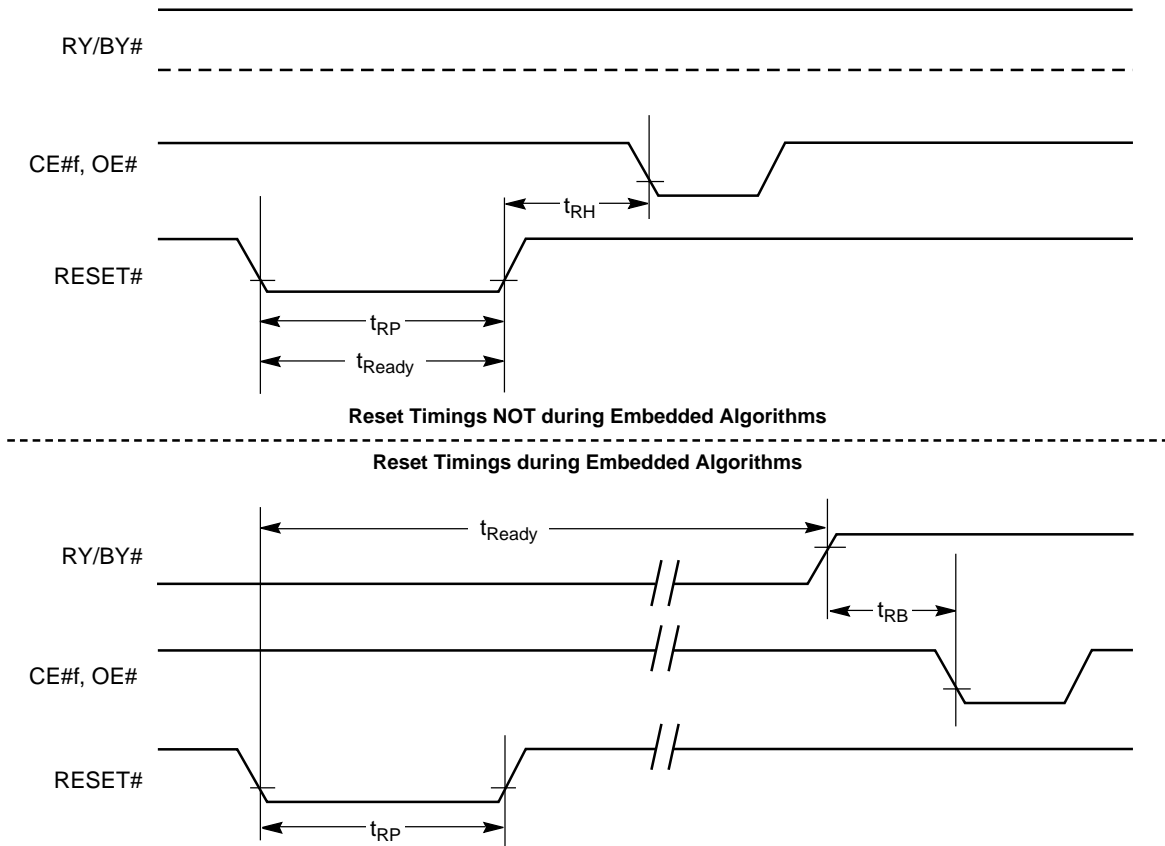 RY/BY#
CE#f, OE#
tRH
RESET#
tRP
tReady
Reset Timings NOT during Embedded Algorithms
Reset Timings during Embedded Algorithms
tReady
RY/BY#
tRB
CE#f, OE#
RESET#
tRP